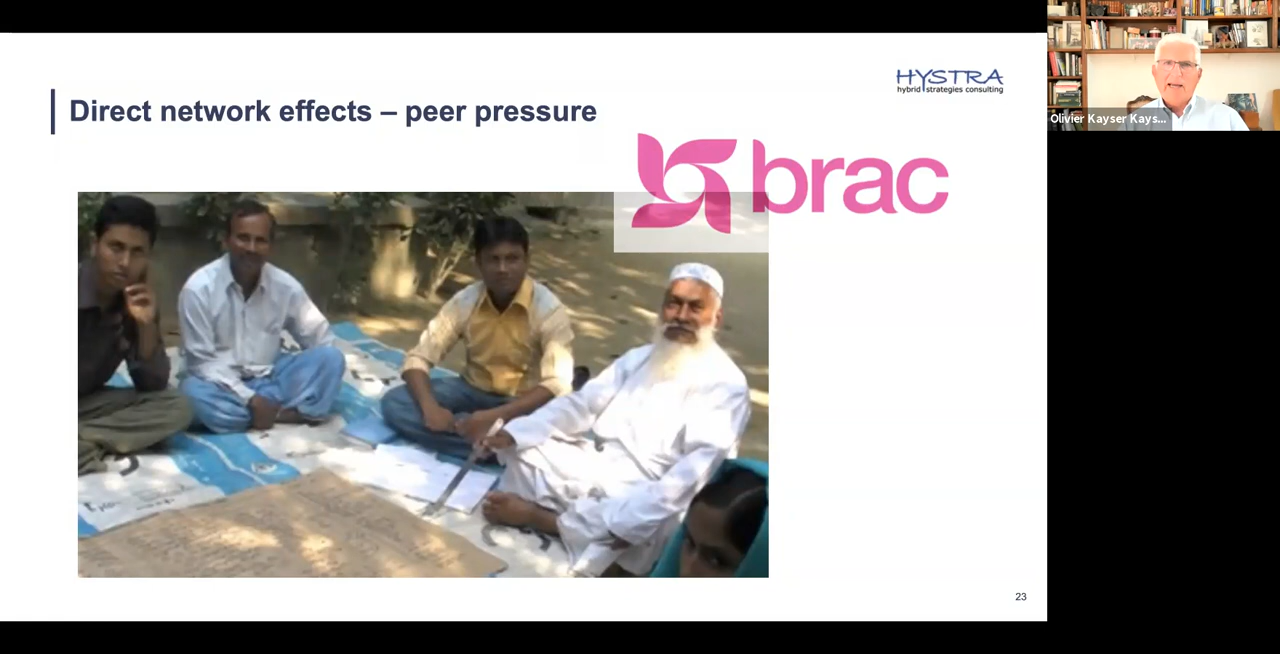 HYSTRA
hybrid strategies consulting
Direct network effects – peer pressure
brac
23
Olivier Kayser Kays...